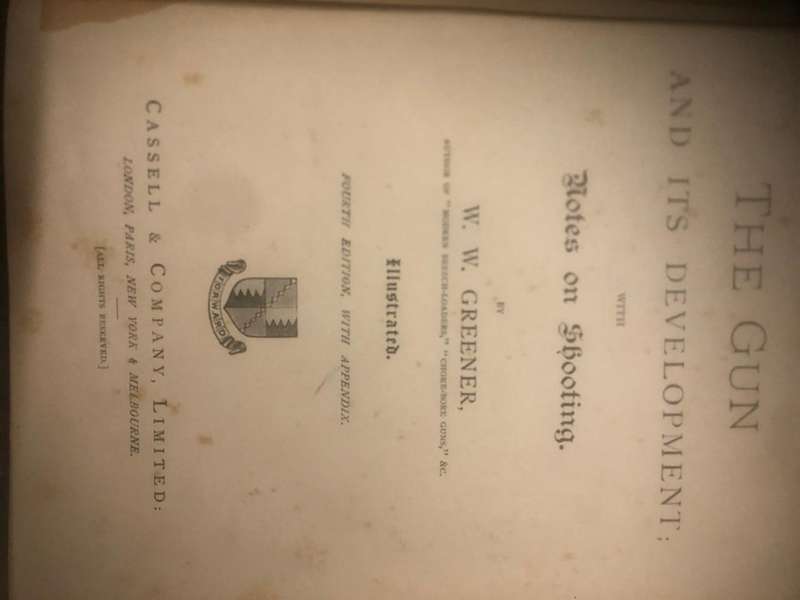 THE GUN
AND ITS DEVELOPMENT;
WITH
Notes on Shooting.
BY
W. W. GREENER,
AUTHOR OF "MODERN BREECH-LOADERS," "CHOKE-BORE GUNS," &c.
Illustrated.
FOURTH EDITION, WITH APPENDIX.
FORWARD
CASSELL & COMPANY, LIMITED:
LONDON, PARIS, NEW YORK & MELBOURNE.
[ALL RIGHTS RESERVED.]